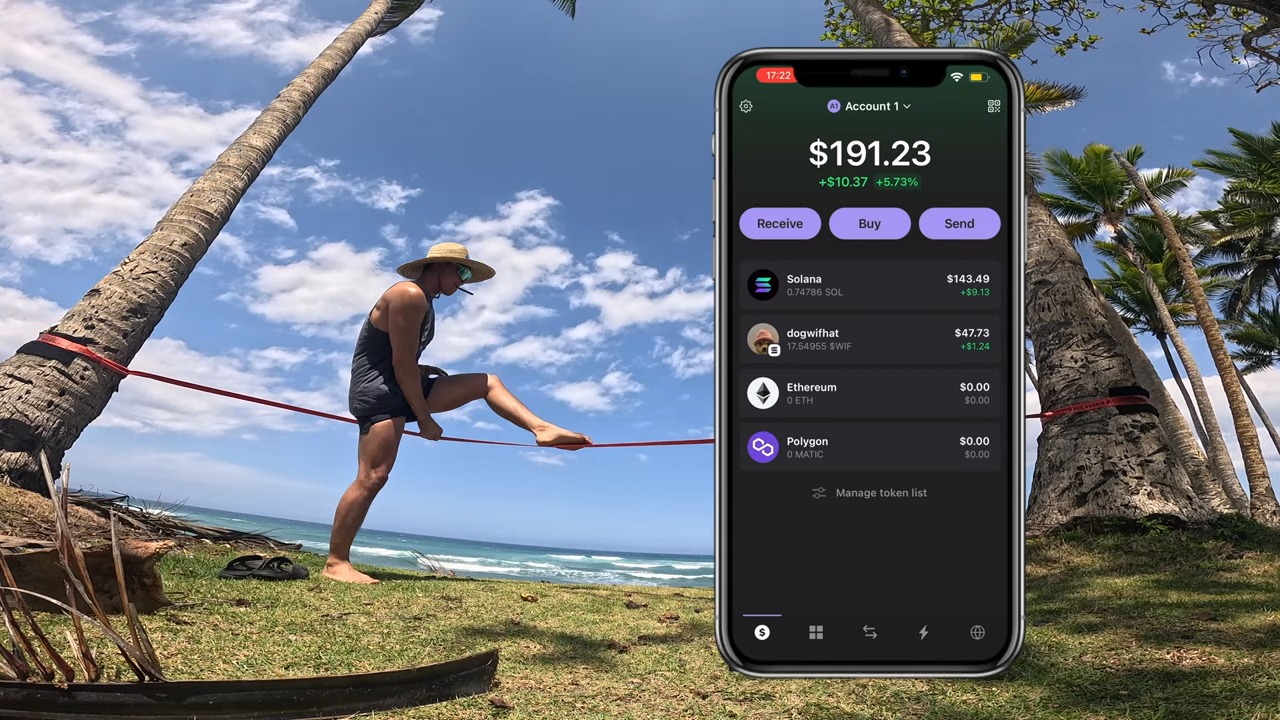 17:22
A1 Account 1
$191.23
+$10.37 +5.73%
Receive Buy Send
Solana $143.49
0.74786 SOL +$9.13
dogwifhat $47.73
17.54955 $WIF +$1.24
Ethereum $0.00
0 ETH $0.00
Polygon $0.00
0 MATIC $0.00
Manage token list
$